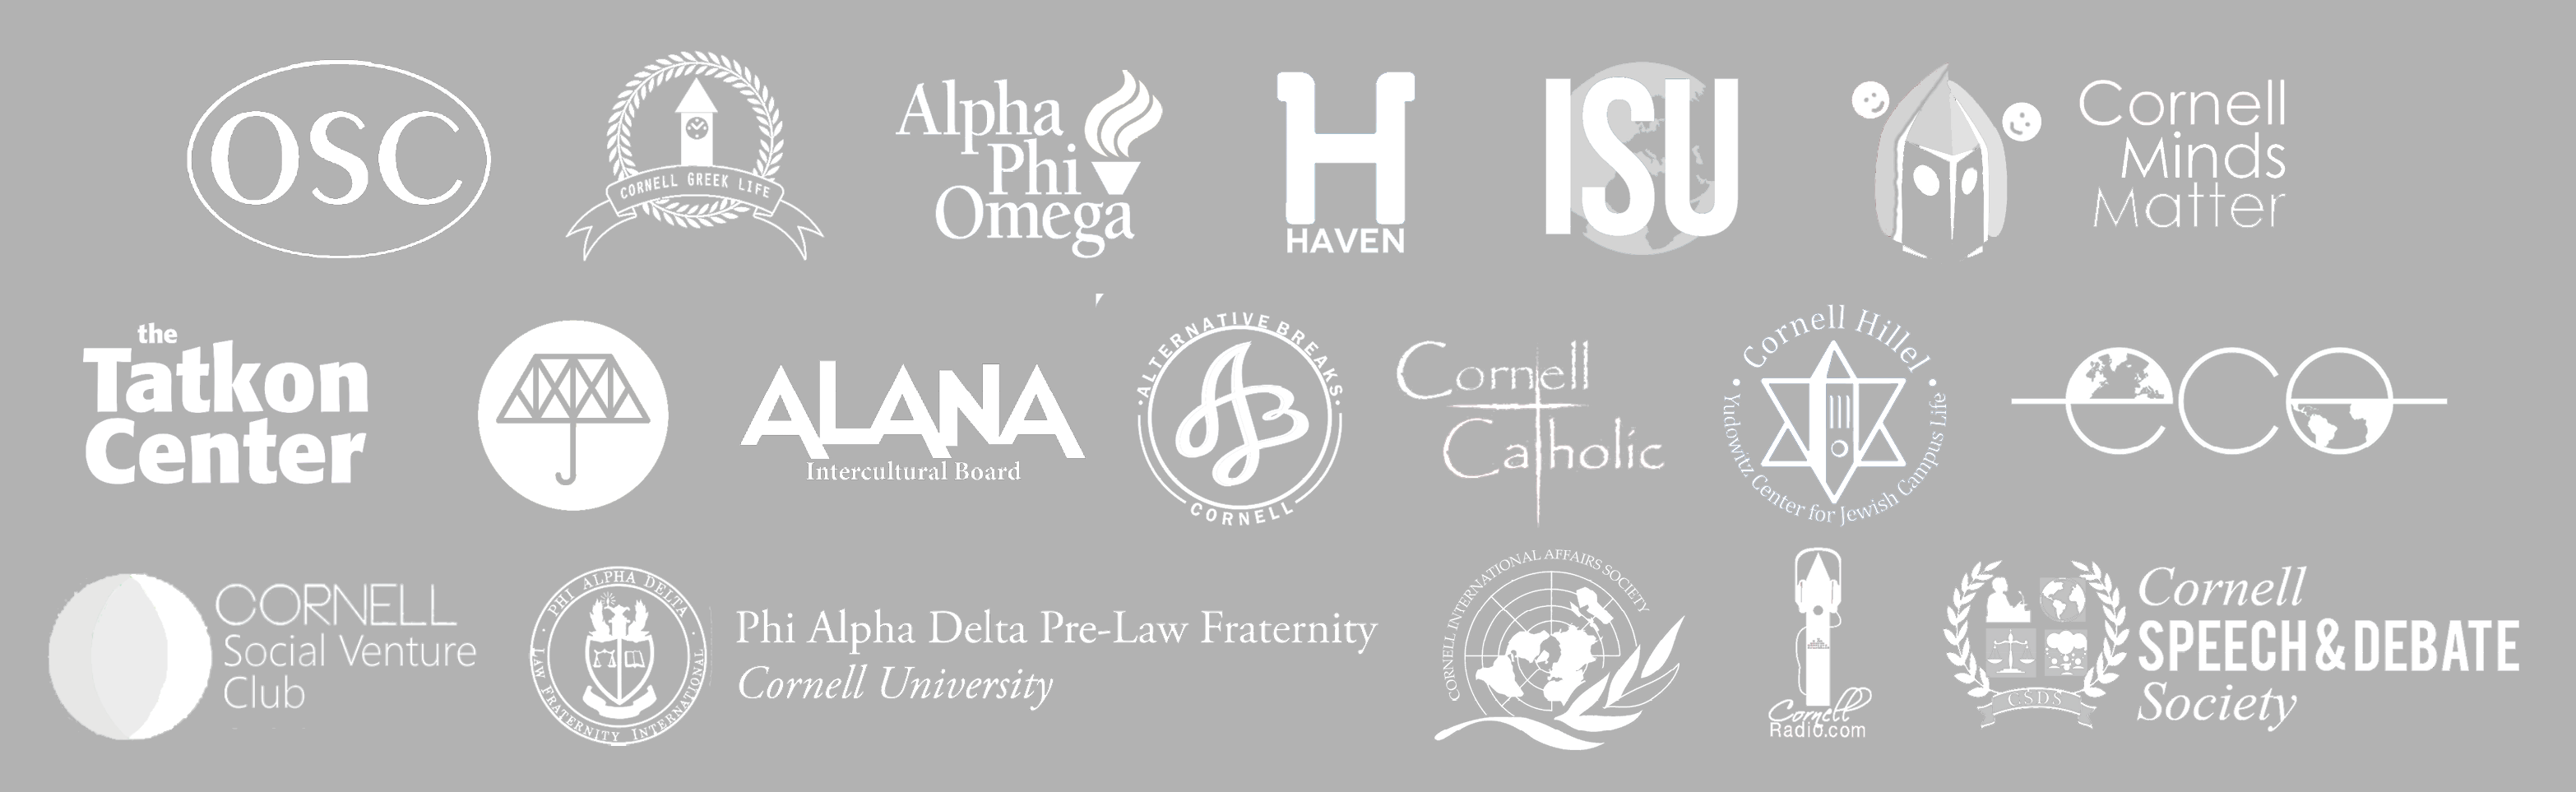 OSC
CORNELL GREEK LIFE
Alpha
Phi
Omega
H
HAVEN
ISU
Cornell
Minds
Matter
the
Tatkon
Center
ALANA
Intercultural Board
ALTERNATIVE BREAKS
AB
CORNELL
Cornell
Catholic
Cornell Hillel
Yudowitz Center for Jewish Campus Life
eco
CORNELL
Social Venture
Club
PHI ALPHA DELTA
LAW FRATERNITY INTERNATIONAL
Phi Alpha Delta Pre-Law Fraternity
Cornell University
CORNELL INTERNATIONAL AFFAIRS SOCIETY
Cornell
Radio.com
CSDS
Cornell
SPEECH & DEBATE
Society